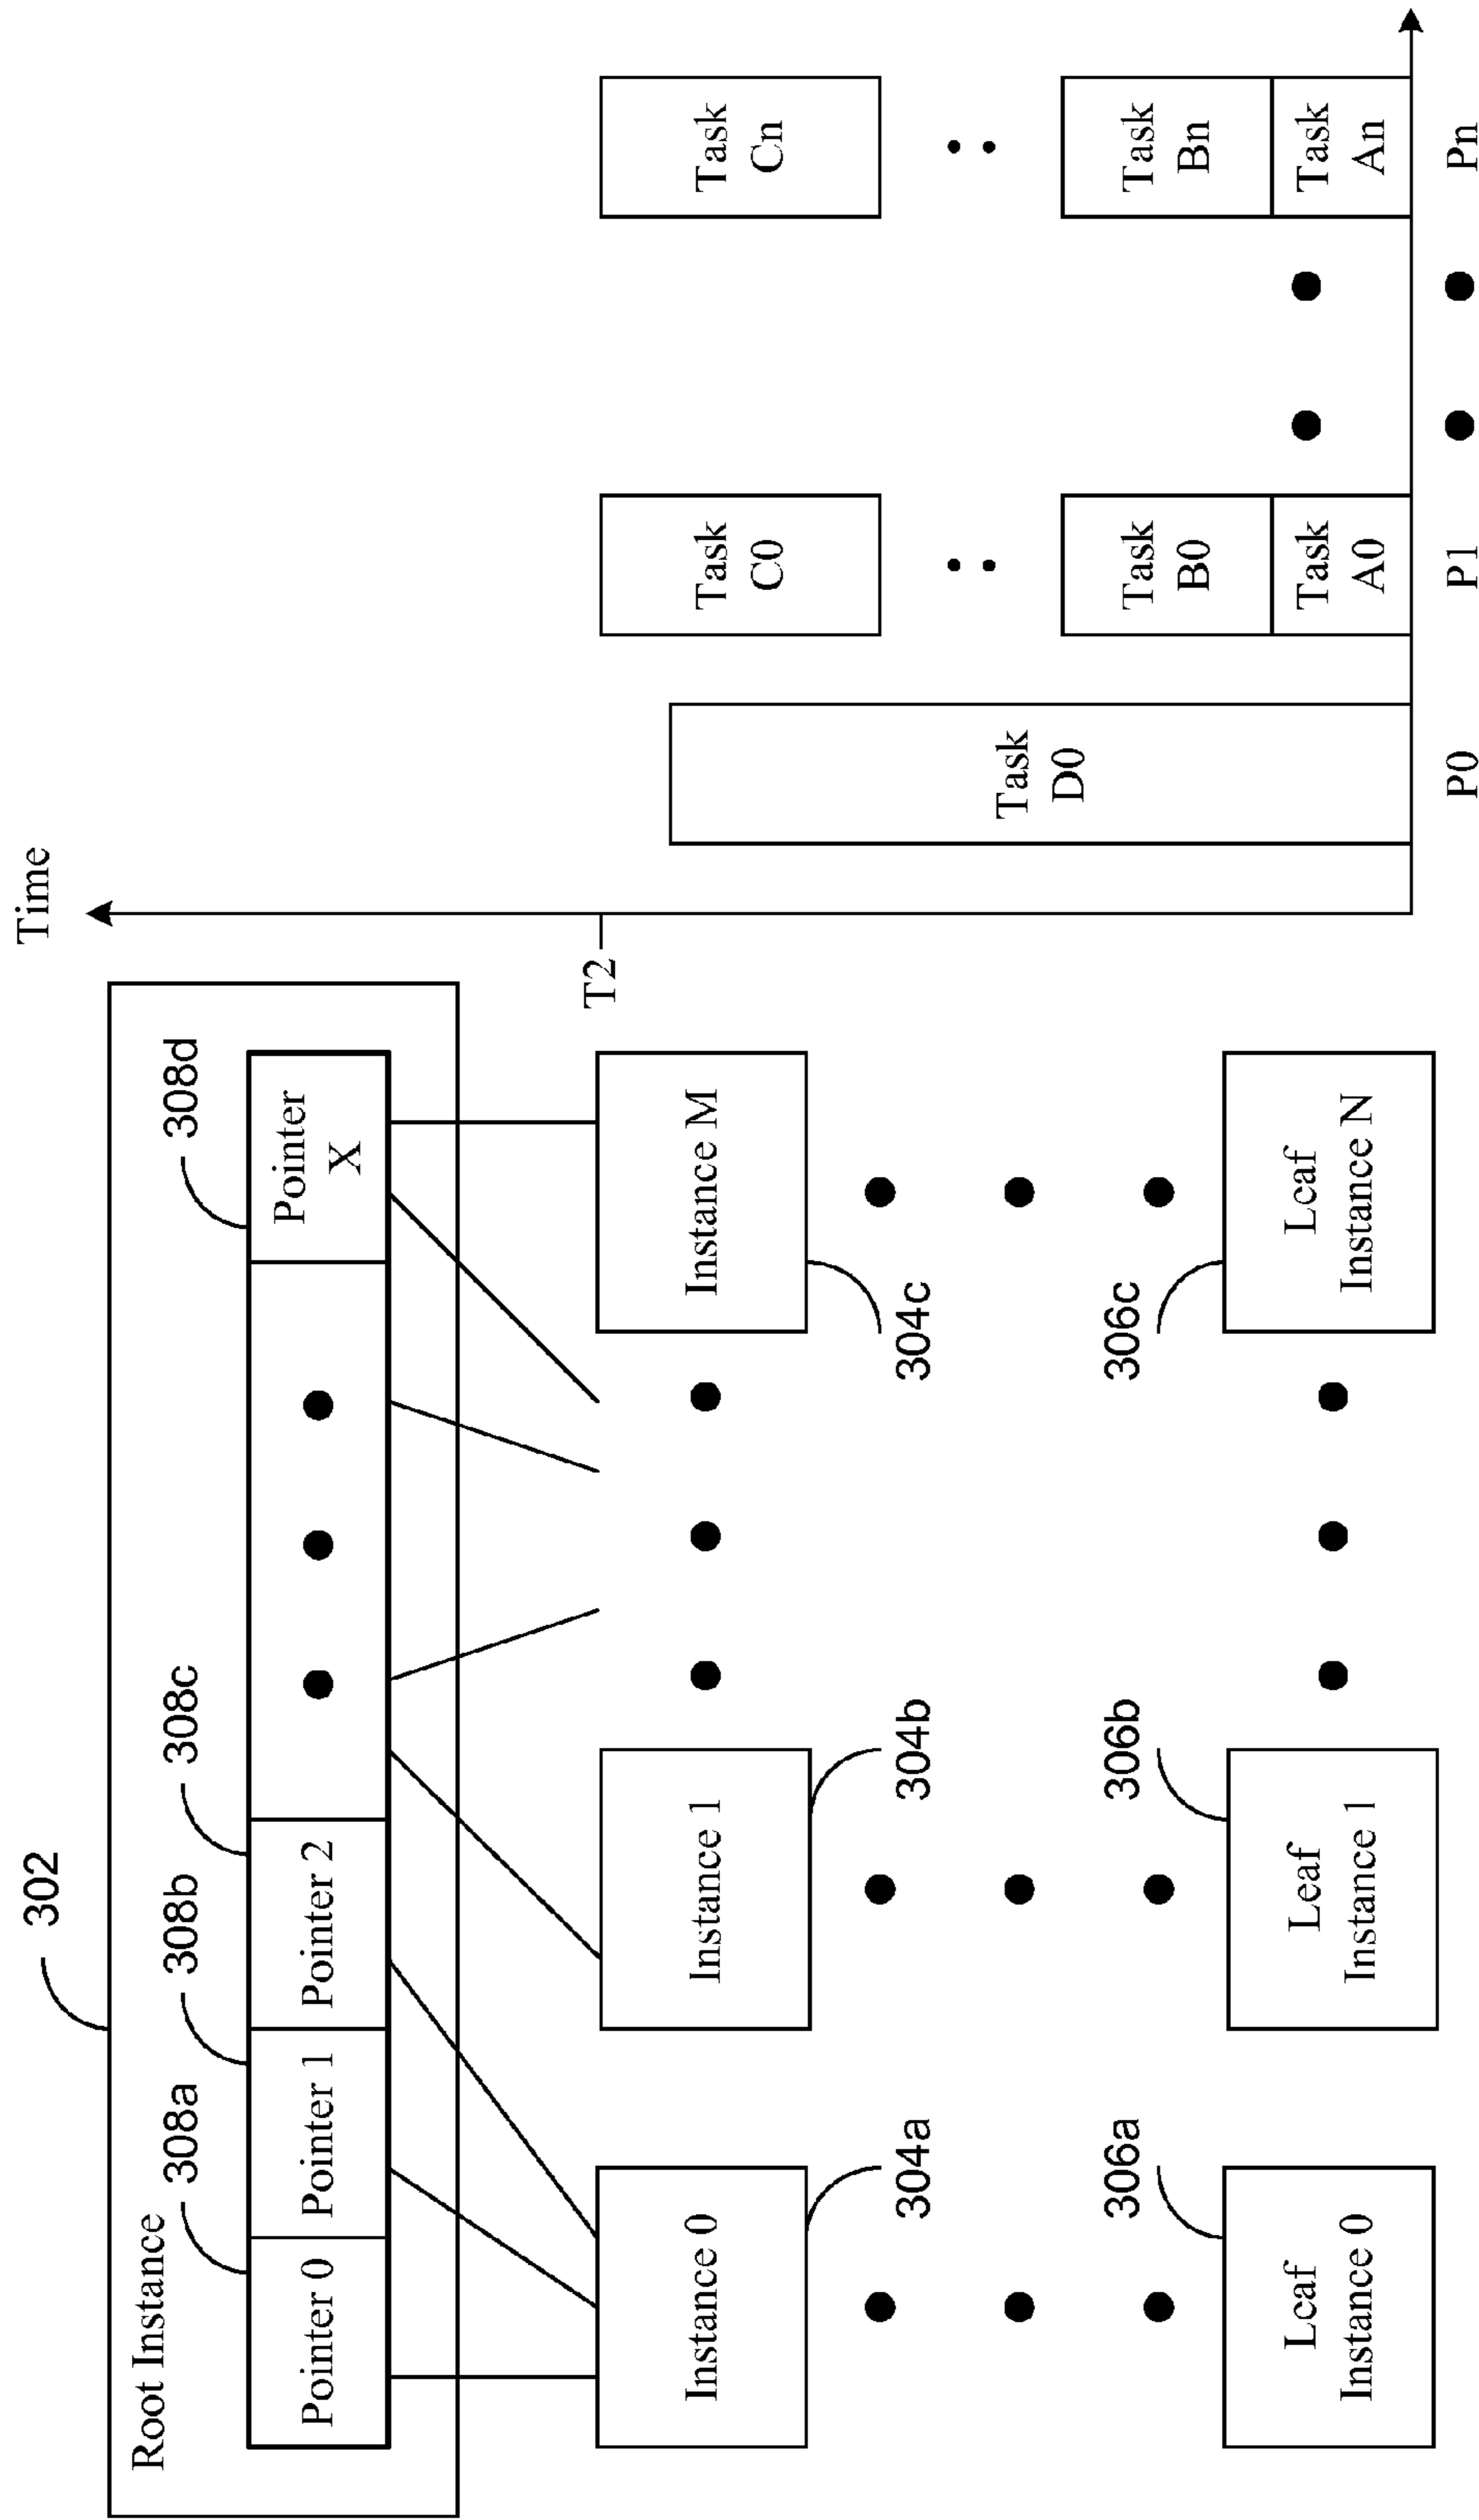 302
Root Instance
308a
308b
308c
308d
Pointer 0
Pointer 1
Pointer 2
Pointer
X
Instance 0
Instance 1
Instance M
304a
304b
304c
306a
306b
306c
Leaf
Instance 0
Leaf
Instance 1
Leaf
Instance N
Time
T2
Task
D0
Task
C0
Task
B0
Task
A0
Task
Cn
Task
Bn
Task
An
P0
P1
Pn